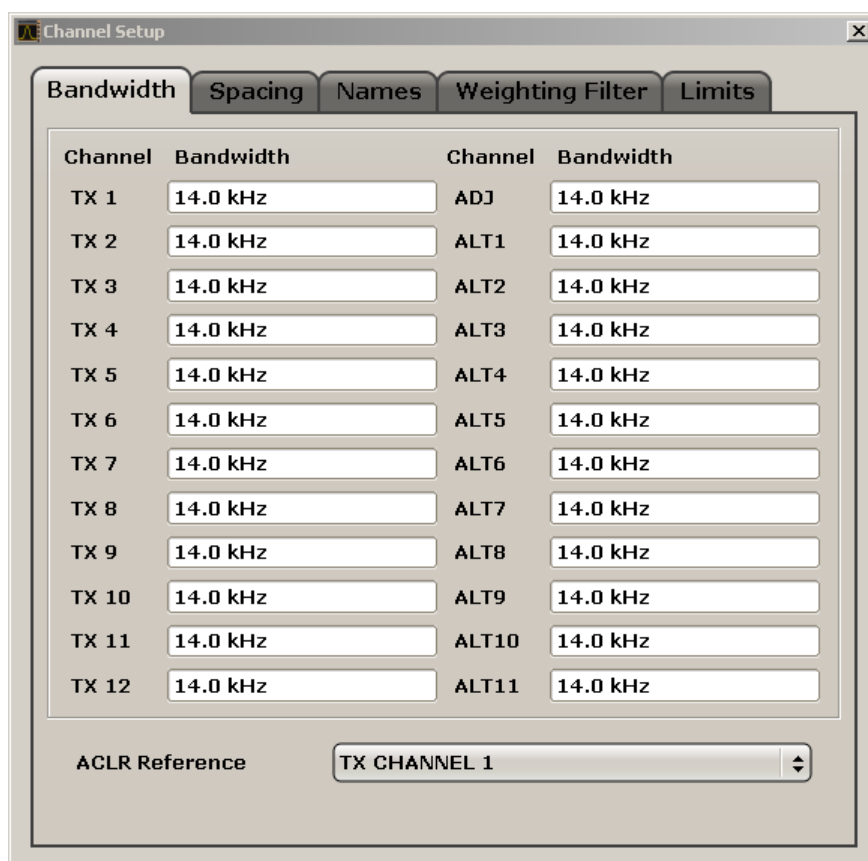 Channel Setup
Bandwidth Spacing Names Weighting Filter Limits
Channel Bandwidth Channel Bandwidth
TX 1 14.0 kHz ADJ 14.0 kHz
TX 2 14.0 kHz ALT1 14.0 kHz
TX 3 14.0 kHz ALT2 14.0 kHz
TX 4 14.0 kHz ALT3 14.0 kHz
TX 5 14.0 kHz ALT4 14.0 kHz
TX 6 14.0 kHz ALT5 14.0 kHz
TX 7 14.0 kHz ALT6 14.0 kHz
TX 8 14.0 kHz ALT7 14.0 kHz
TX 9 14.0 kHz ALT8 14.0 kHz
TX 10 14.0 kHz ALT9 14.0 kHz
TX 11 14.0 kHz ALT10 14.0 kHz
TX 12 14.0 kHz ALT11 14.0 kHz
ACLR Reference TX CHANNEL 1